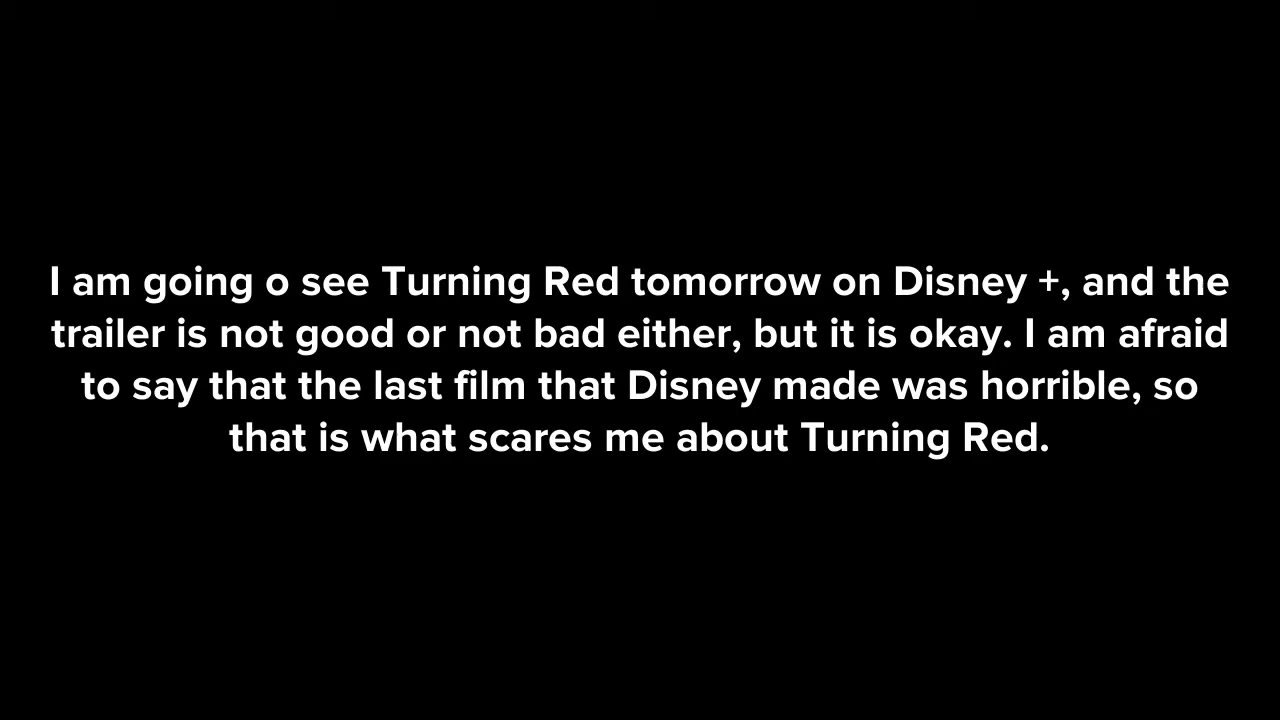 I am going o see Turning Red tomorrow on Disney +, and the
trailer is not good or not bad either, but it is okay. I am afraid
to say that the last film that Disney made was horrible, so
that is what scares me about Turning Red.